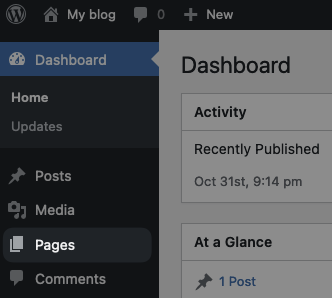 My blog 0 New
Dashboard
Home
Updates
Posts
Media
Pages
Comments
Dashboard
Activity
Recently Published
Oct 31st, 9:14 pm
At a Glance
1 Post